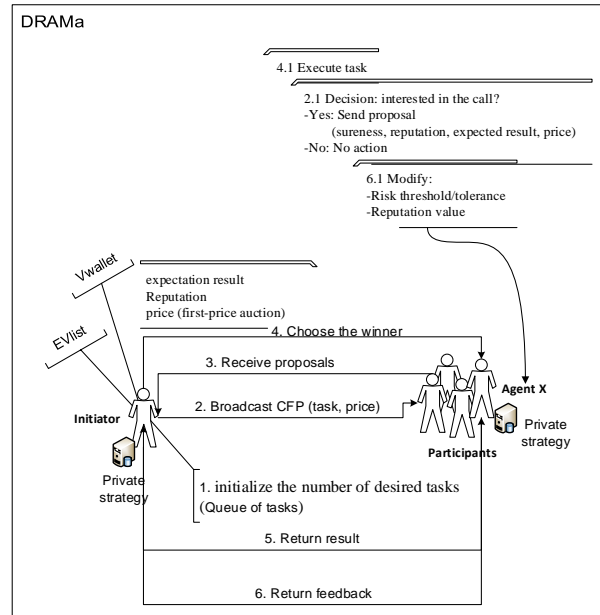 DRAMa
4.1 Execute task
2.1 Decision: interested in the call?
-Yes: Send proposal
(sureness, reputation, expected result, price)
-No: No action
6.1 Modify:
-Risk threshold/tolerance
-Reputation value
Vwallet
EVlist
expectation result
Reputation
price (first-price auction)
4. Choose the winner
3. Receive proposals
2. Broadcast CFP (task, price)
Initiator
Private
strategy
Agent X
Participants
Private
strategy
1. initialize the number of desired tasks
(Queue of tasks)
5. Return result
6. Return feedback